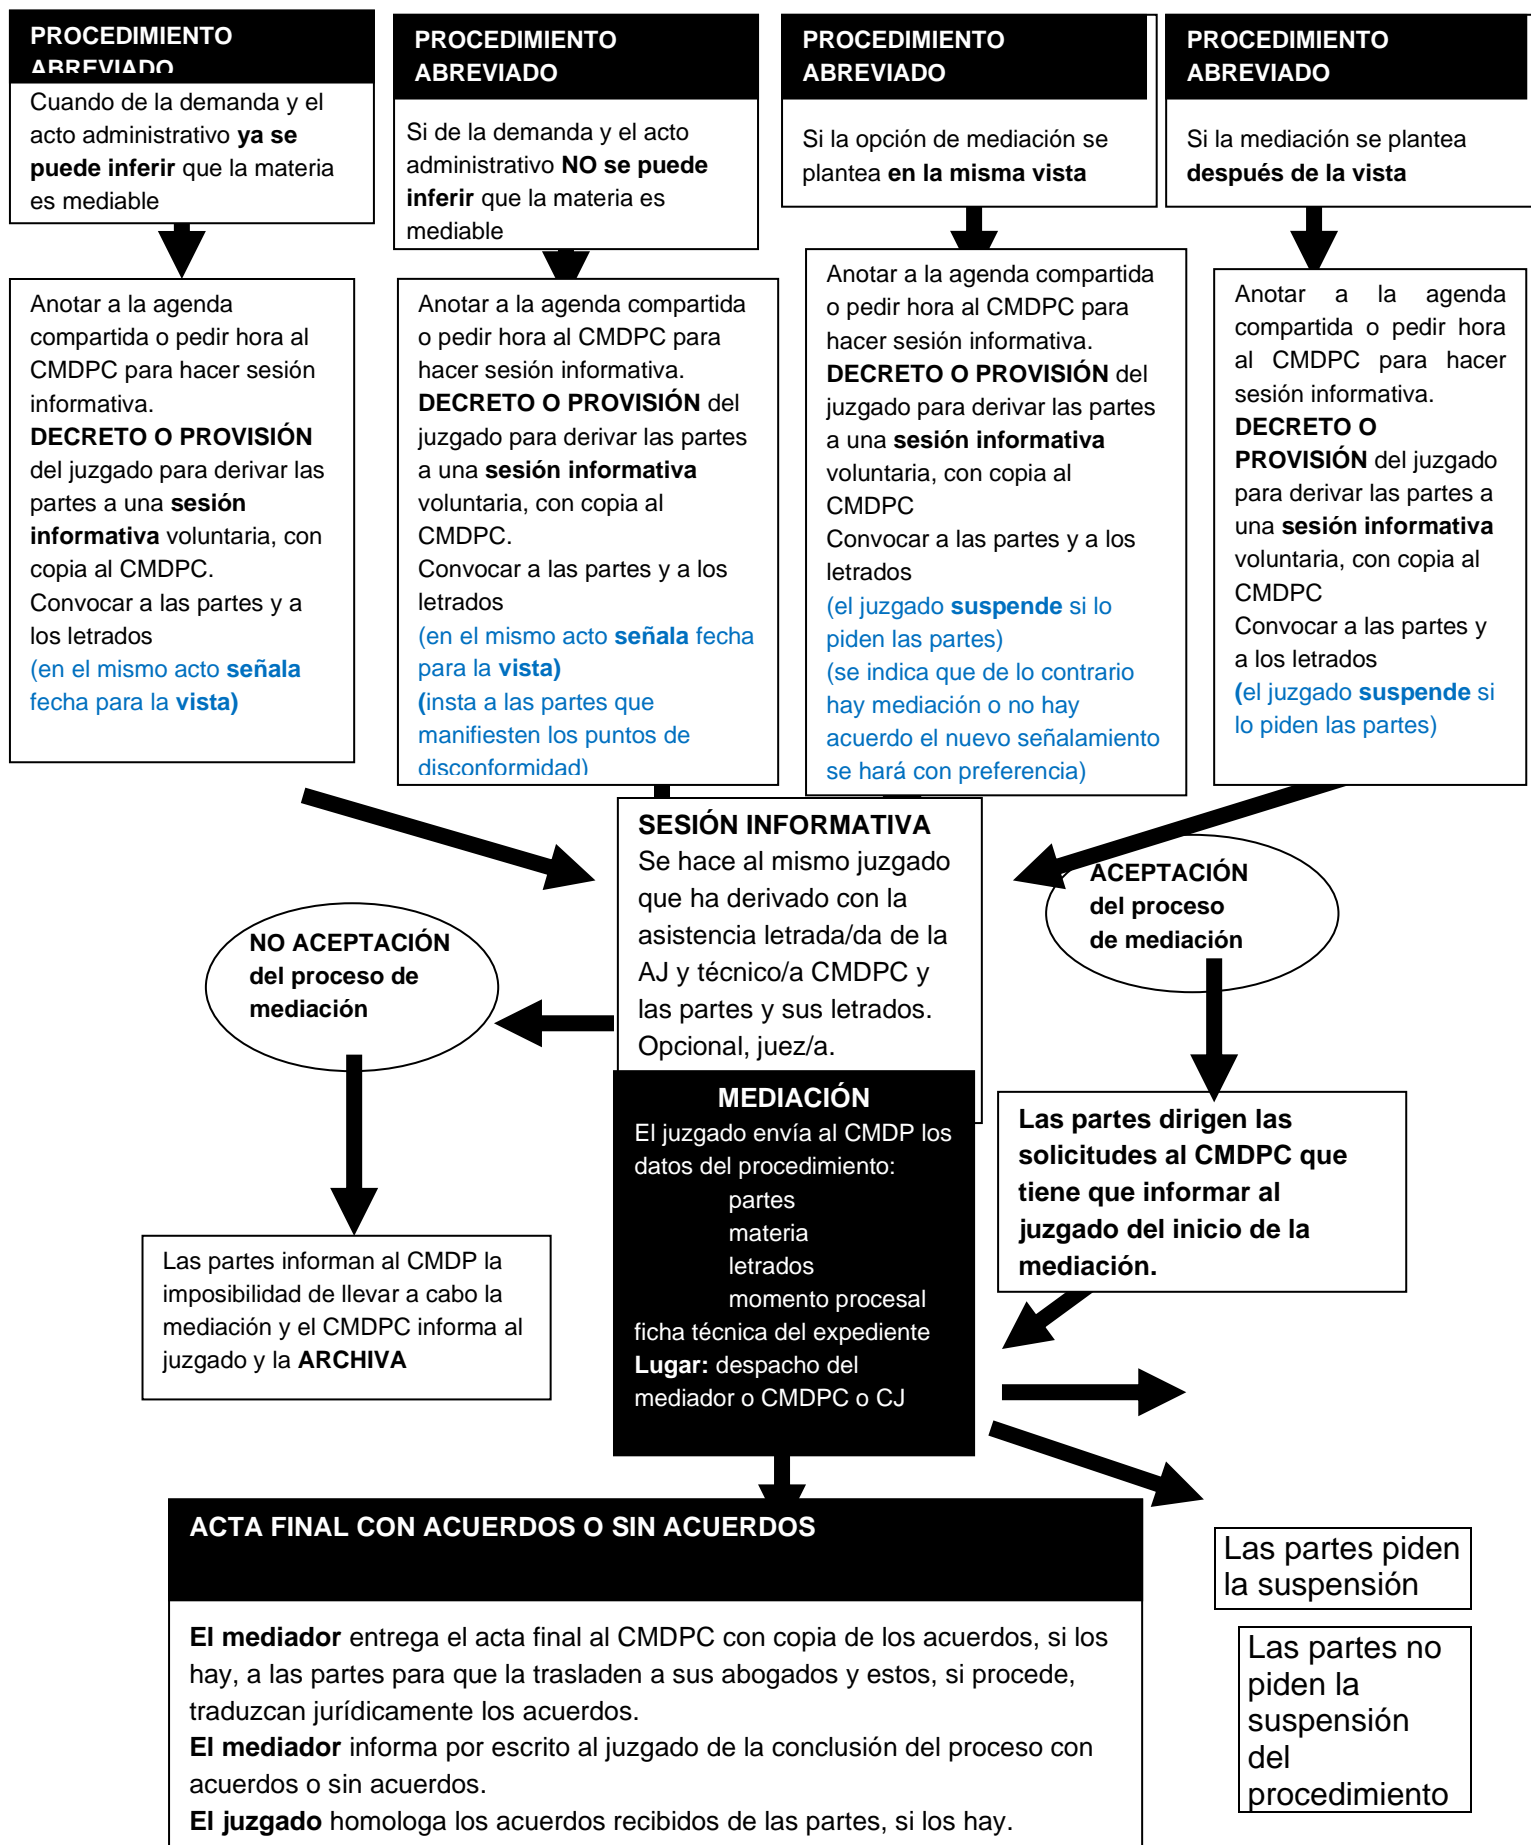 PROCEDIMIENTO
ABREVIADO
Cuando de la demanda y el
acto administrativo ya se
puede inferir que la materia
es mediable
PROCEDIMIENTO
ABREVIADO
Si de la demanda y el acto
administrativo NO se puede
inferir que la materia es
mediable
PROCEDIMIENTO
ABREVIADO
Si la opción de mediación se
plantea en la misma vista
PROCEDIMIENTO
ABREVIADO
Si la mediación se plantea
después de la vista
Anotar a la agenda
compartida o pedir hora al
CMDPC para hacer sesión
informativa.
DECRETO O PROVISIÓN
del juzgado para derivar las
partes a una sesión
informativa voluntaria, con
copia al CMDPC.
Convocar a las partes y a
los letrados
(en el mismo acto señala
fecha para la vista)
Anotar a la agenda compartida
o pedir hora al CMDPC para
hacer sesión informativa.
DECRETO O PROVISIÓN del
juzgado para derivar las partes
a una sesión informativa
voluntaria, con copia al
CMDPC.
Convocar a las partes y a los
letrados
(en el mismo acto señala fecha
para la vista)
(insta a las partes que
manifiesten los puntos de
disconformidad)
Anotar a la agenda compartida
o pedir hora al CMDPC para
hacer sesión informativa.
DECRETO O PROVISIÓN del
juzgado para derivar las partes
a una sesión informativa
voluntaria, con copia al
CMDPC
Convocar a las partes y a los
letrados
(el juzgado suspende si lo
piden las partes)
(se indica que de lo contrario
hay mediación o no hay
acuerdo el nuevo señalamiento
se hará con preferencia)
Anotar a la agenda
compartida o pedir hora
al CMDPC para hacer
sesión informativa.
DECRETO O
PROVISIÓN del juzgado
para derivar las partes a
una sesión informativa
voluntaria, con copia al
CMDPC
Convocar a las partes y
a los letrados
(el juzgado suspende si
lo piden las partes)
SESIÓN INFORMATIVA
Se hace al mismo juzgado
que ha derivado con la
asistencia letrada/da de la
AJ y técnico/a CMDPC y
las partes y sus letrados.
Opcional, juez/a.
NO ACEPTACIÓN
del proceso de
mediación
ACEPTACIÓN
del proceso
de mediación
MEDIACIÓN
El juzgado envía al CMDP los
datos del procedimiento:
partes
materia
letrados
momento procesal
ficha técnica del expediente
Lugar: despacho del
mediador o CMDPC o CJ
Las partes dirigen las
solicitudes al CMDPC que
tiene que informar al
juzgado del inicio de la
mediación.
Las partes informan al CMDP la
imposibilidad de llevar a cabo la
mediación y el CMDPC informa al
juzgado y la ARCHIVA
ACTA FINAL CON ACUERDOS O SIN ACUERDOS
El mediador entrega el acta final al CMDPC con copia de los acuerdos, si los
hay, a las partes para que la trasladen a sus abogados y estos, si procede,
traduzcan jurídicamente los acuerdos.
El mediador informa por escrito al juzgado de la conclusión del proceso con
acuerdos o sin acuerdos.
El juzgado homologa los acuerdos recibidos de las partes, si los hay.
Las partes piden
la suspensión
Las partes no
piden la
suspensión
del
procedimiento